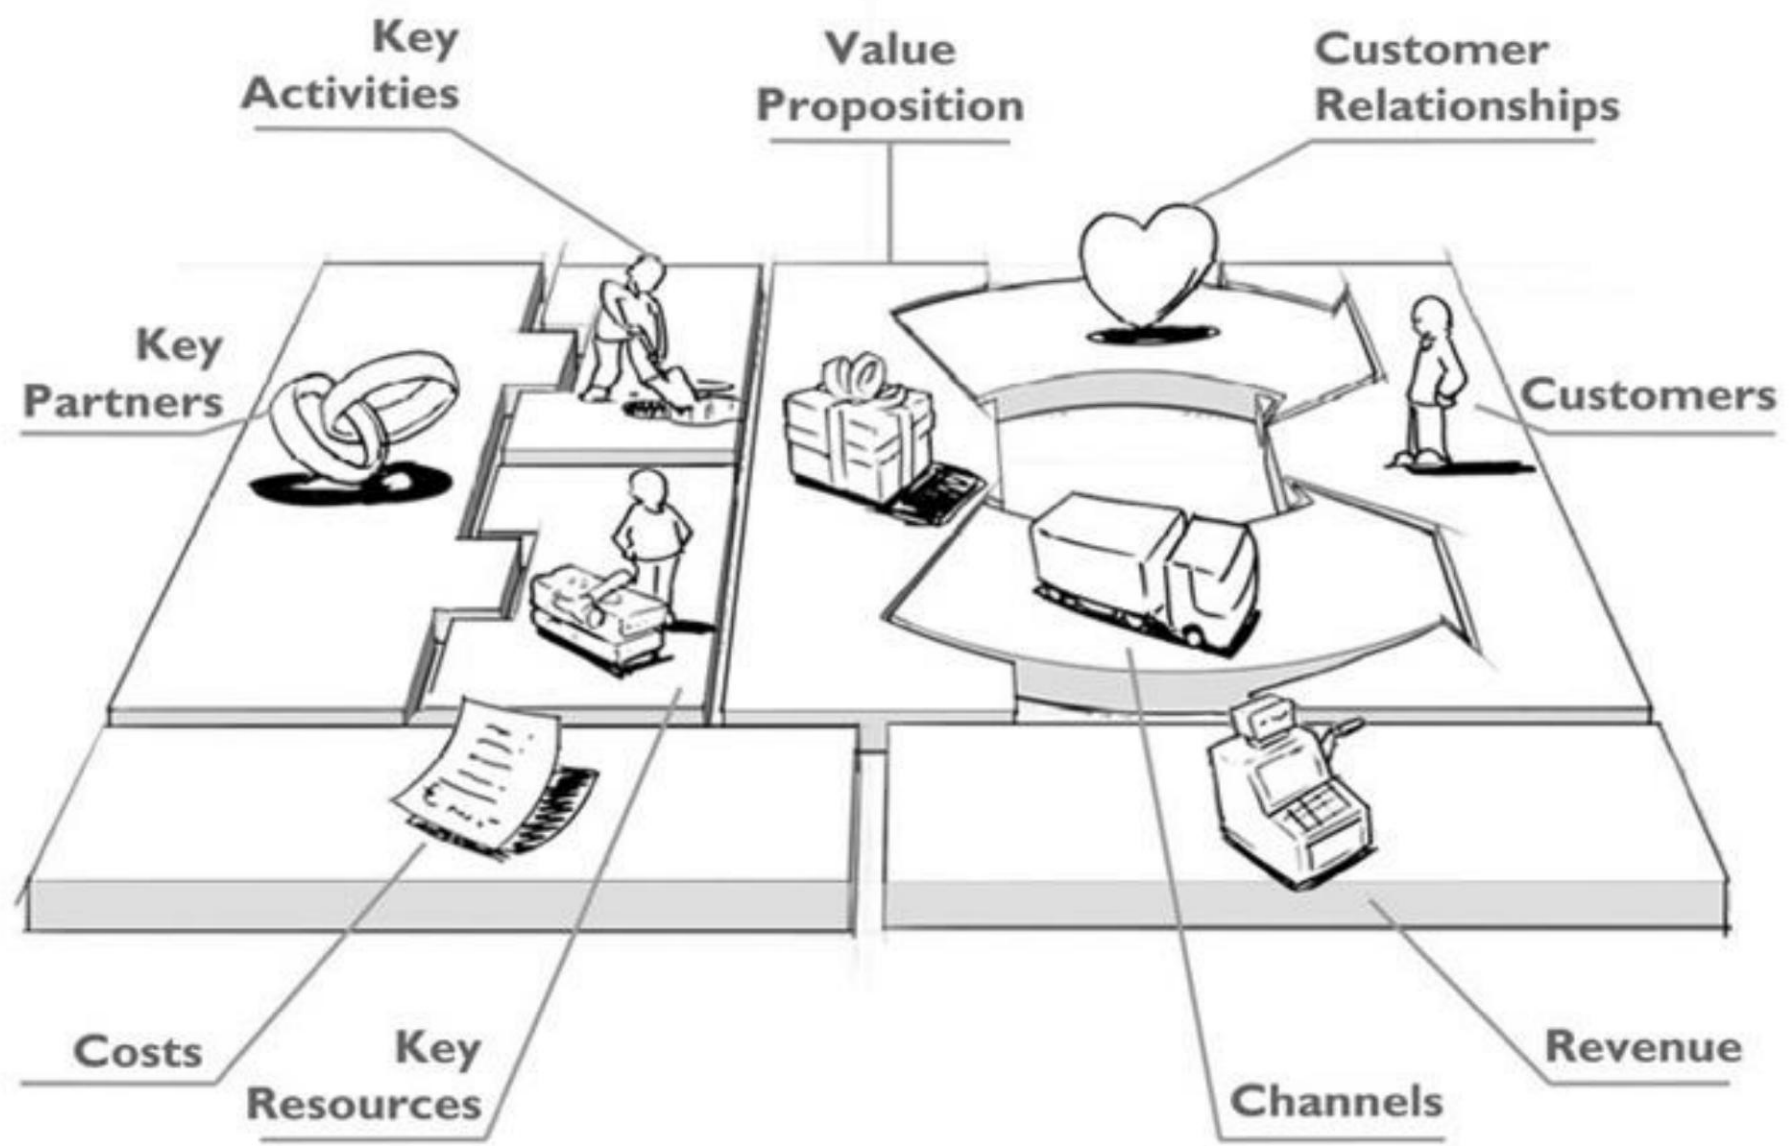 Key
Activities
Value
Proposition
Customer
Relationships
Key
Partners
Customers
Costs
Key
Resources
Channels
Revenue